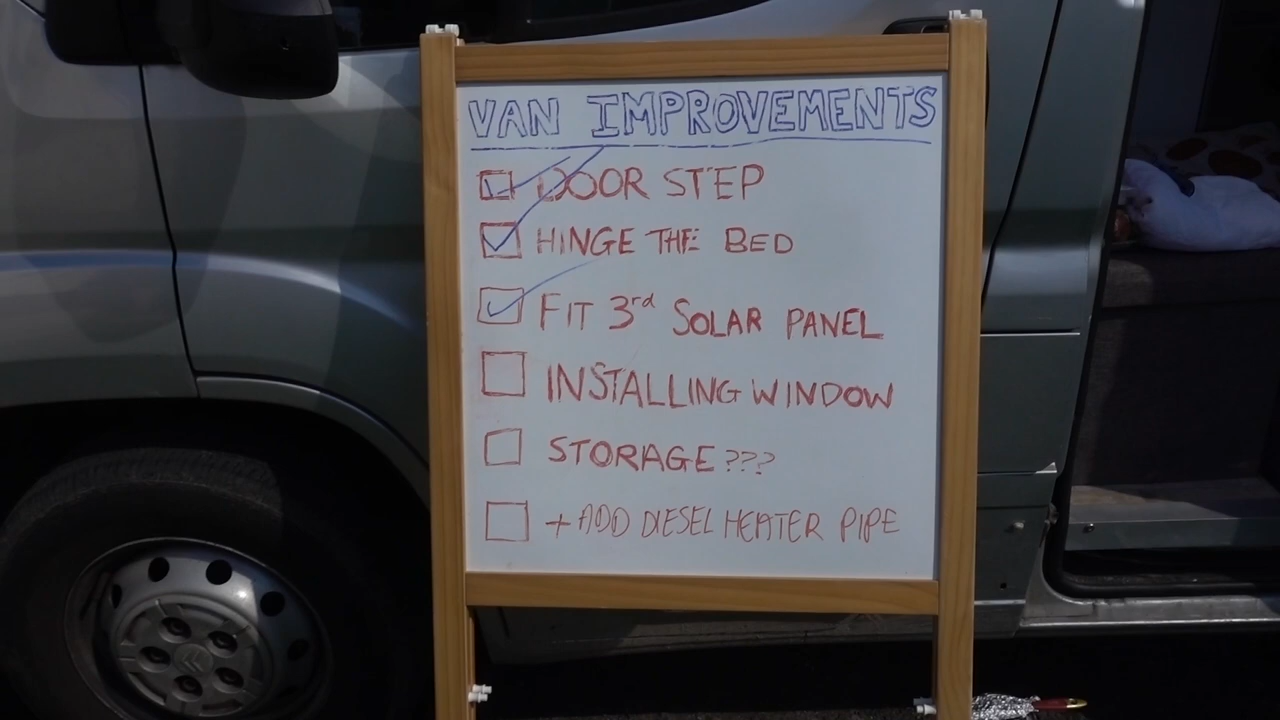 VAN IMPROVEMENTS
DOOR STEP
HINGE THE BED
FIT 3rd SOLAR PANEL
INSTALLING WINDOW
STORAGE???
+ ADD DIESEL HEATER PIPE